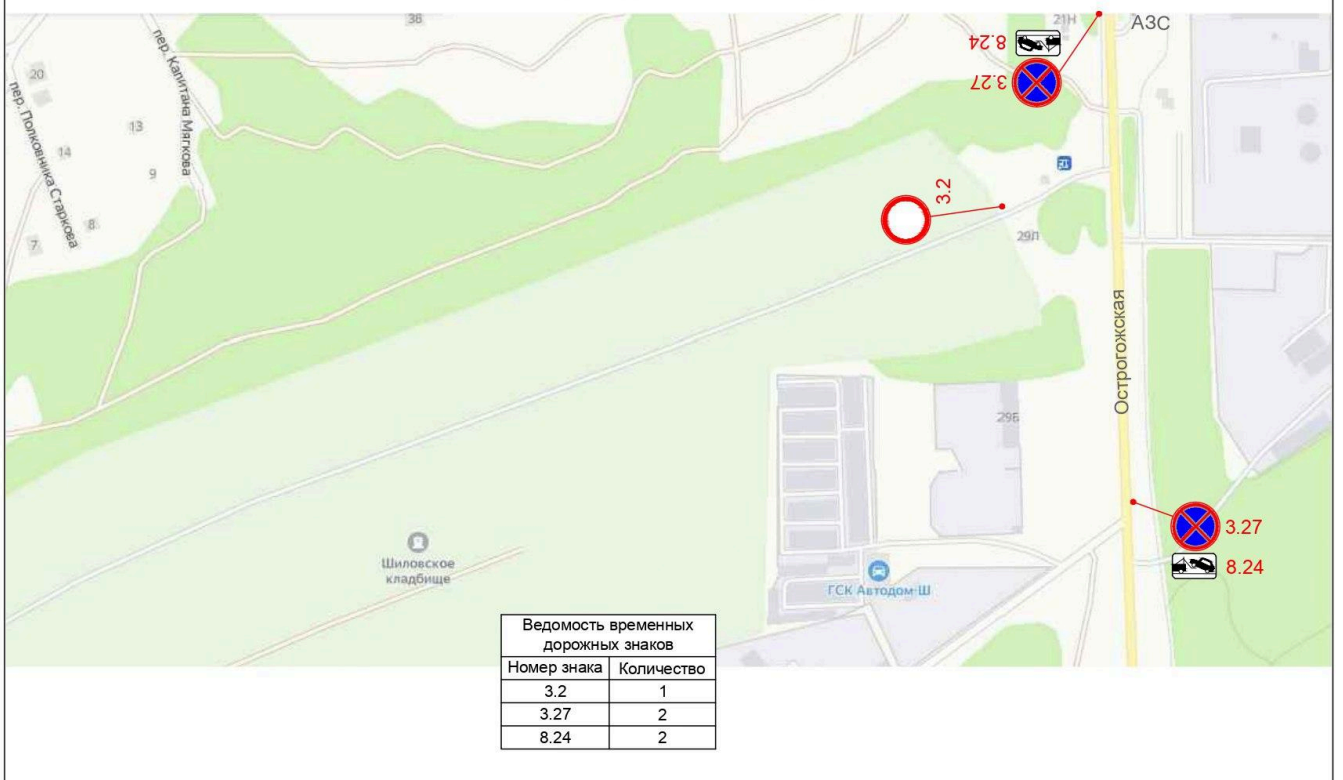 38
21Н
АЗС
8.24
3.27
20
пер. Капитана Мягкова
пер. Полковника Старкова
13
14
9
8
7
3.2
29Л
Острогожская
29Б
3.27
8.24
Шиловское
кладбище
ГСК Автодом-Ш
Ведомость временных
дорожных знаков
Номер знака Количество
3.2 1
3.27 2
8.24 2